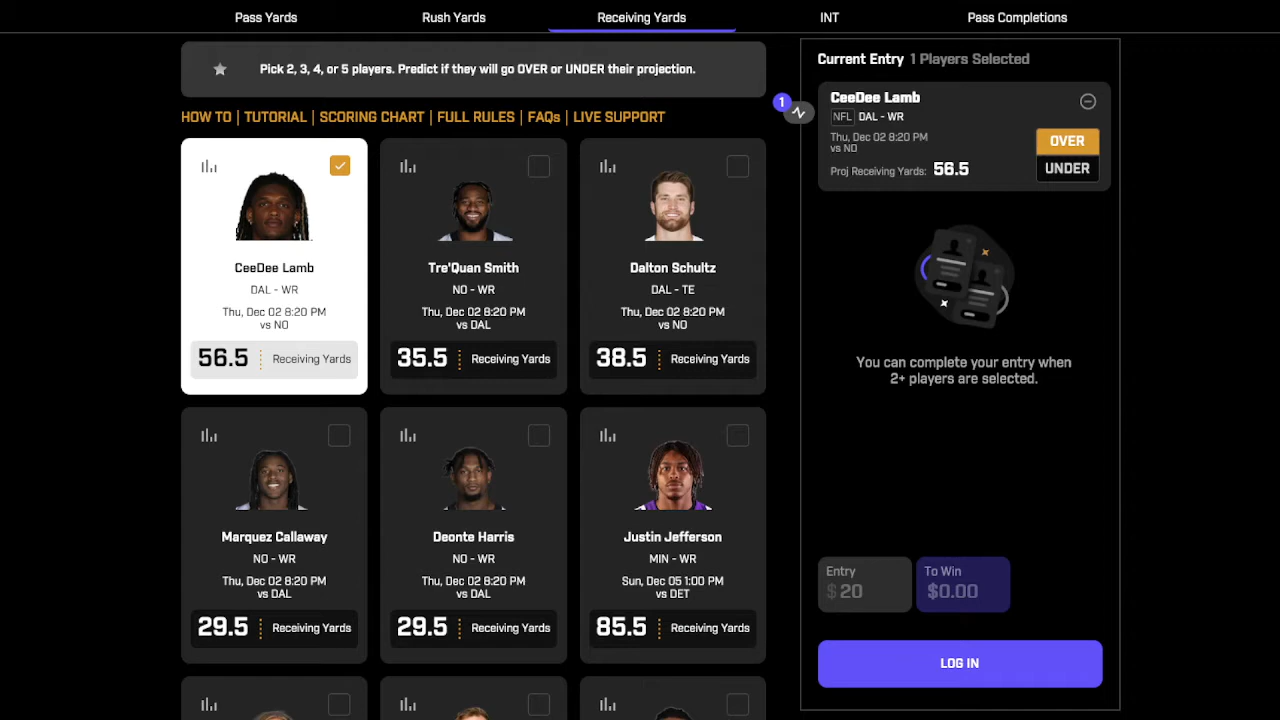 Pass Yards
Rush Yards
Receiving Yards
INT
Pass Completions
Pick 2, 3, 4, or 5 players. Predict if they will go OVER or UNDER their projection.
HOW TO | TUTORIAL | SCORING CHART | FULL RULES | FAQs | LIVE SUPPORT
CeeDee Lamb
DAL - WR
Thu, Dec 02 8:20 PM
vs NO
56.5 Receiving Yards
Tre'Quan Smith
NO - WR
Thu, Dec 02 8:20 PM
vs DAL
35.5 Receiving Yards
Dalton Schultz
DAL - TE
Thu, Dec 02 8:20 PM
vs NO
38.5 Receiving Yards
Marquez Callaway
NO - WR
Thu, Dec 02 8:20 PM
vs DAL
29.5 Receiving Yards
Deonte Harris
NO - WR
Thu, Dec 02 8:20 PM
vs DAL
29.5 Receiving Yards
Justin Jefferson
MIN - WR
Sun, Dec 05 1:00 PM
vs DET
85.5 Receiving Yards
Current Entry 1 Players Selected
1
CeeDee Lamb
NFL DAL - WR
Thu, Dec 02 8:20 PM
vs NO
Proj Receiving Yards: 56.5
OVER
UNDER
You can complete your entry when
2+ players are selected.
Entry
$ 20
To Win
$0.00
LOG IN